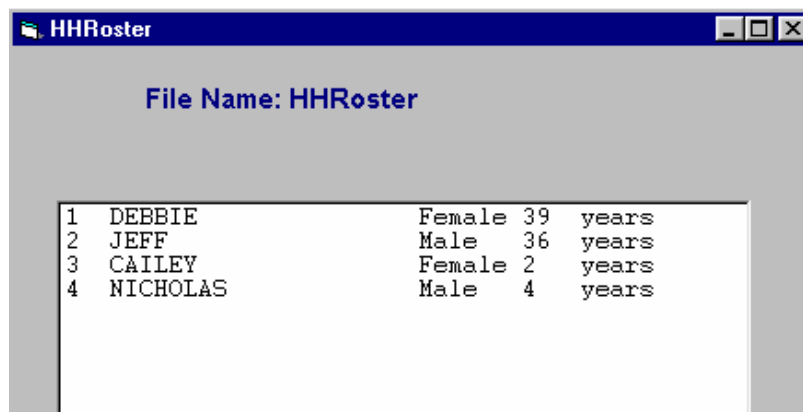 HHRoster
File Name: HHRoster
1 DEBBIE Female 39 years
2 JEFF Male 36 years
3 CAILEY Female 2 years
4 NICHOLAS Male 4 years